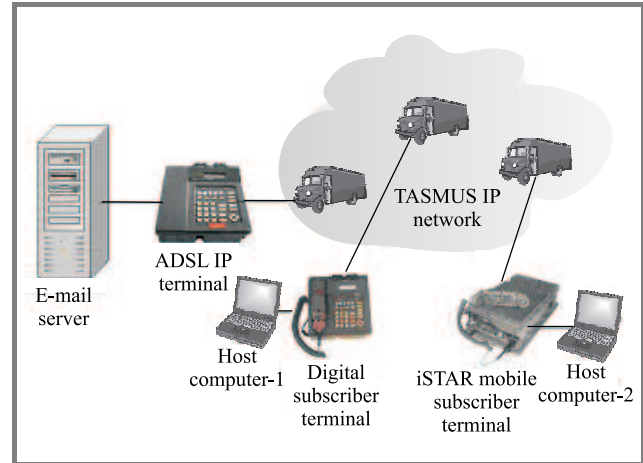 TASMUS IP
network
ADSL IP
terminal
E-mail
server
Host
computer-1
Digital
subscriber
terminal
iSTAR mobile
subscriber
terminal
Host
computer-2